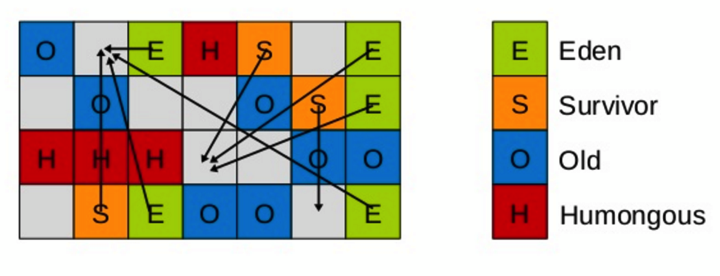 O E H S E
O O S E
H H H O O
S E O O E
E Eden
S Survivor
O Old
H Humongous